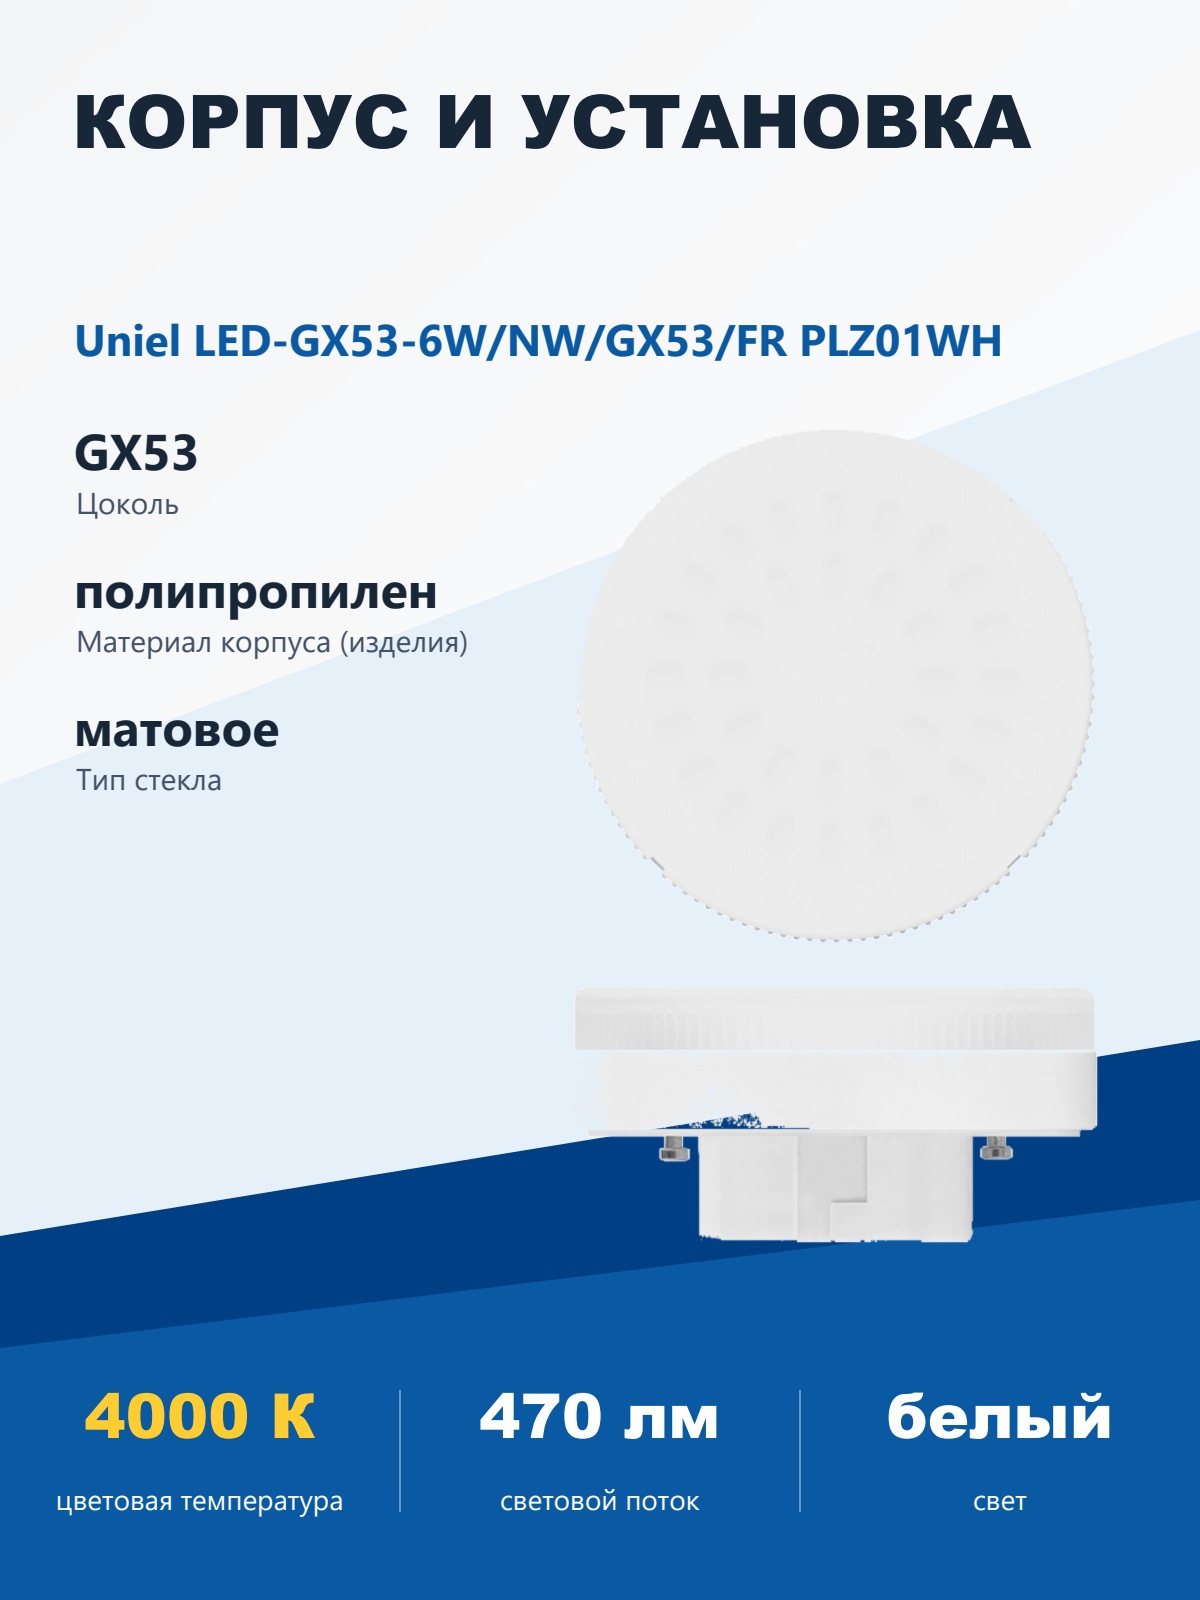 КОРПУС И УСТАНОВКА
Uniel LED-GX53-6W/NW/GX53/FR PLZ01WH
GX53
Цоколь
полипропилен
Материал корпуса (изделия)
матовое
Тип стекла
4000 К
цветовая температура
470 лм
световой поток
белый
свет